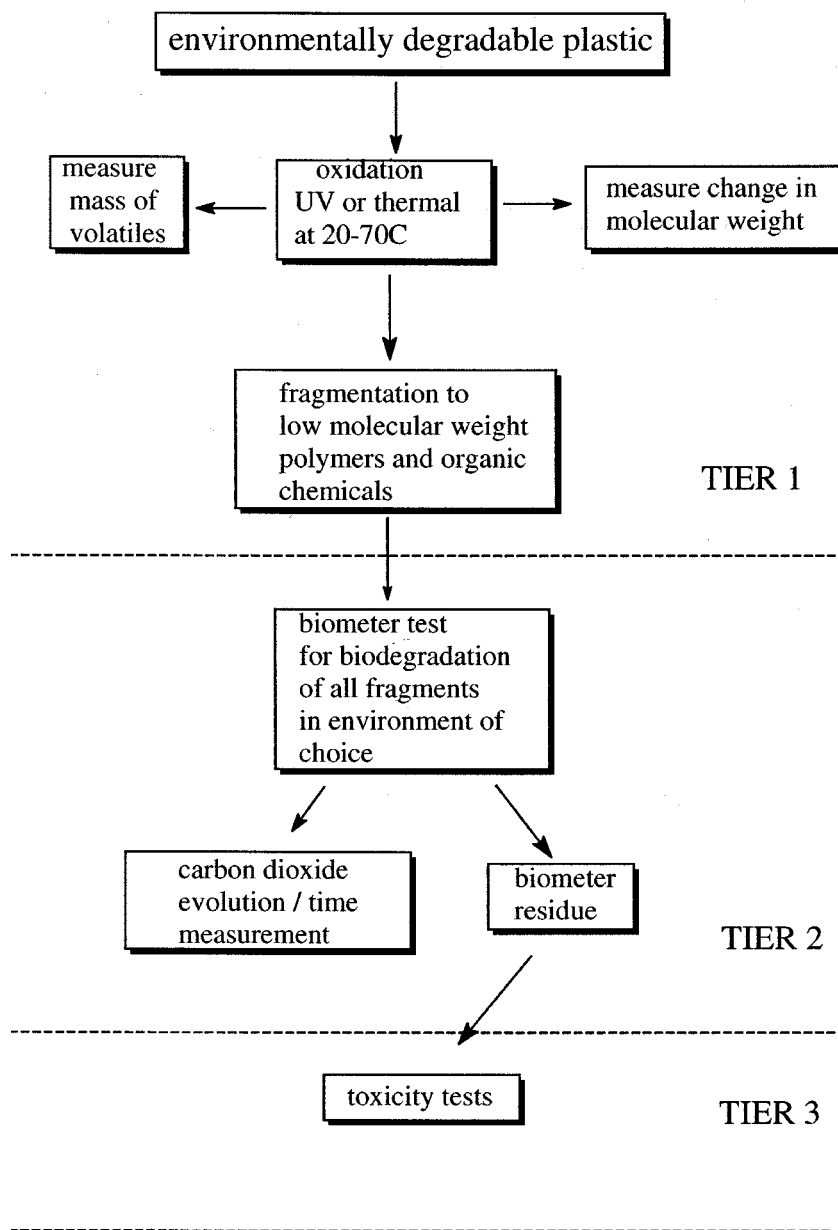 environmentally degradable plastic
measure
mass of
volatiles
oxidation
UV or thermal
at 20-70C
measure change in
molecular weight
fragmentation to
low molecular weight
polymers and organic
chemicals
TIER 1
biometer test
for biodegradation
of all fragments
in environment of
choice
carbon dioxide
evolution / time
measurement
biometer
residue
TIER 2
toxicity tests
TIER 3